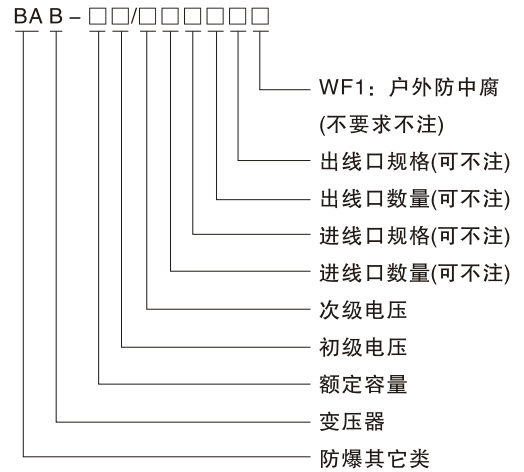 BA B-□□/□□□□□□
WF1：户外防中腐
(不要求不注)
出线口规格(可不注)
出线口数量(可不注)
进线口规格(可不注)
进线口数量(可不注)
次级电压
初级电压
额定容量
变压器
防爆其它类